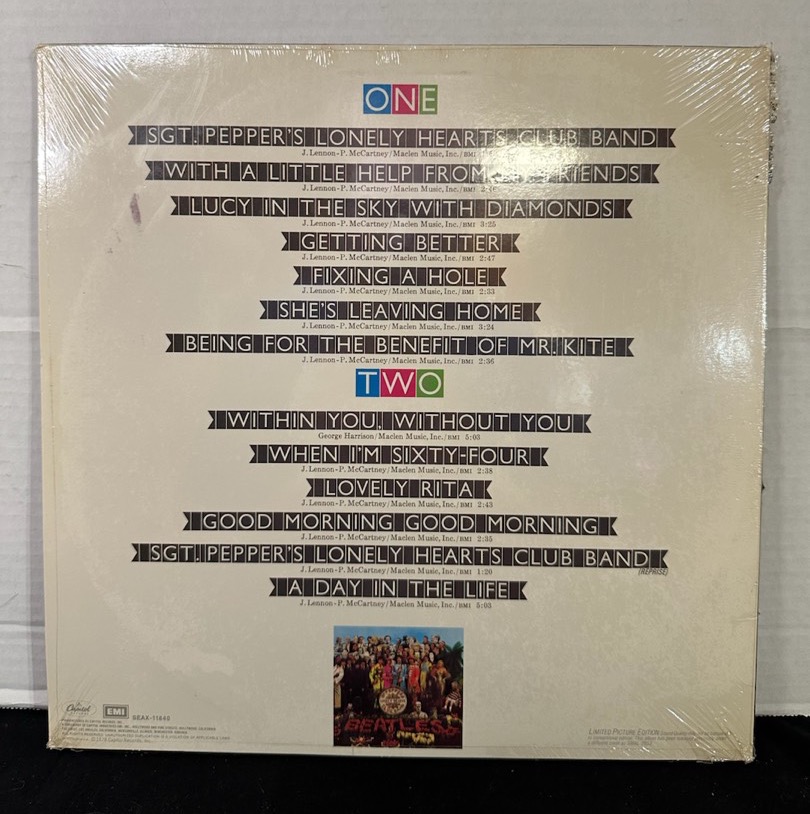 ONE
SGT. PEPPER'S LONELY HEARTS CLUB BAND
J. Lennon-P. McCartney/Maclen Music, Inc./BMI
WITH A LITTLE HELP FROM FRIENDS
J. Lennon-P. McCartney/Maclen Music, Inc./BMI
LUCY IN THE SKY WITH DIAMONDS
J. Lennon-P. McCartney/Maclen Music, Inc./BMI 3:25
GETTING BETTER
J. Lennon-P. McCartney/Maclen Music, Inc./BMI 2:47
FIXING A HOLE
J. Lennon-P. McCartney/Maclen Music, Inc./BMI 2:33
SHE'S LEAVING HOME
J. Lennon-P. McCartney/Maclen Music, Inc./BMI 3:24
BEING FOR THE BENEFIT OF MR. KITE
J. Lennon-P. McCartney/Maclen Music, Inc./BMI 2:36
TWO
WITHIN YOU, WITHOUT YOU
George Harrison/Maclen Music, Inc./BMI 5:03
WHEN I'M SIXTY-FOUR
J. Lennon-P. McCartney/Maclen Music, Inc./BMI 2:38
LOVELY RITA
J. Lennon-P. McCartney/Maclen Music, Inc./BMI 2:43
GOOD MORNING GOOD MORNING
J. Lennon-P. McCartney/Maclen Music, Inc./BMI 2:35
SGT. PEPPER'S LONELY HEARTS CLUB BAND
(REPRISE)
J. Lennon-P. McCartney/Maclen Music, Inc./BMI 1:20
A DAY IN THE LIFE
J. Lennon-P. McCartney/Maclen Music, Inc./BMI 5:03
BEATLES
Capitol EMI SEAX-11840
LIMITED PICTURE EDITION